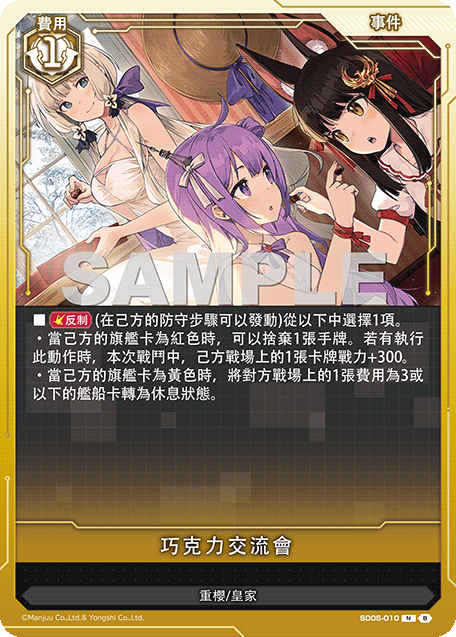 費用
事件
1
SAMPLE
■ 反制 (在己方的防守步驟可以發動)從以下中選擇1項。
・當己方的旗艦卡為紅色時，可以捨棄1張手牌。若有執行
此動作時，本次戰鬥中，己方戰場上的1張卡牌戰力+300。
・當己方的旗艦卡為黃色時，將對方戰場上的1張費用為3或
以下的艦船卡轉為休息狀態。
巧克力交流會
重櫻/皇家
©Manjuu Co.,Ltd.& Yongshi Co.,Ltd.
SD05-010 N B